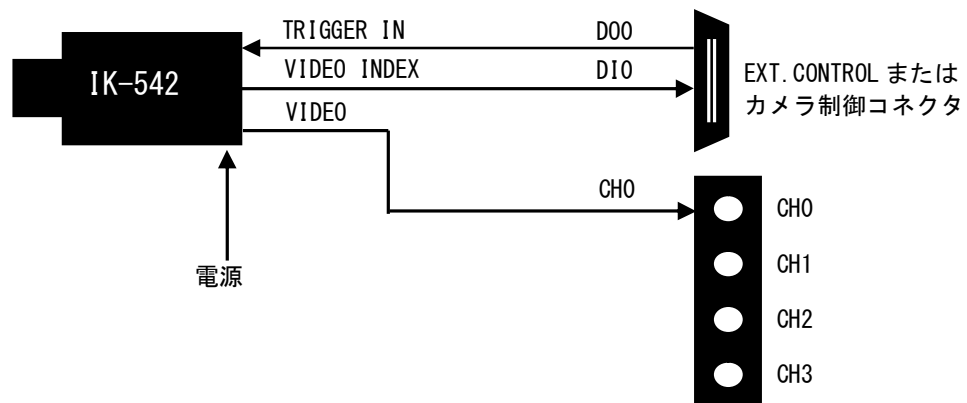 TRIGGER IN DO0
IK-542
VIDEO INDEX DI0
EXT.CONTROL または
カメラ制御コネクタ
VIDEO
CH0
CH0
CH1
電源
CH2
CH3